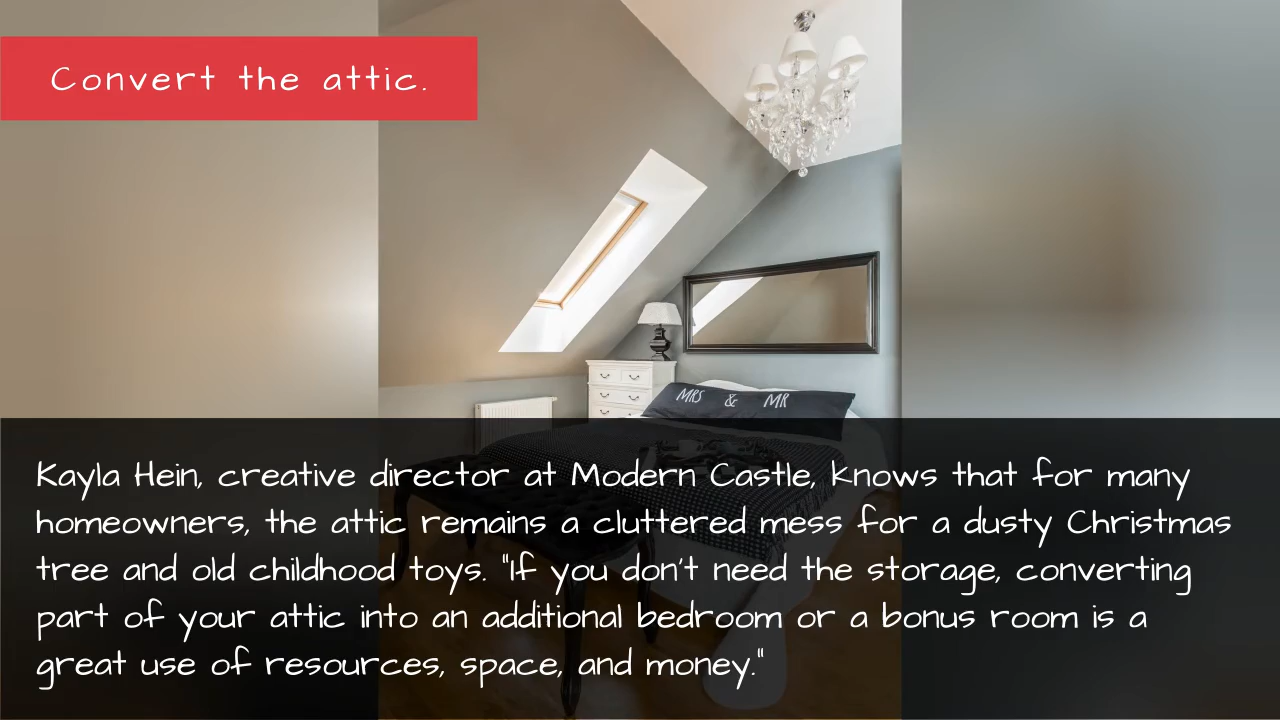 Convert the attic.
MRS & MR
Kayla Hein, creative director at Modern Castle, knows that for many
homeowners, the attic remains a cluttered mess for a dusty Christmas
tree and old childhood toys. "If you don't need the storage, converting
part of your attic into an additional bedroom or a bonus room is a
great use of resources, space, and money."